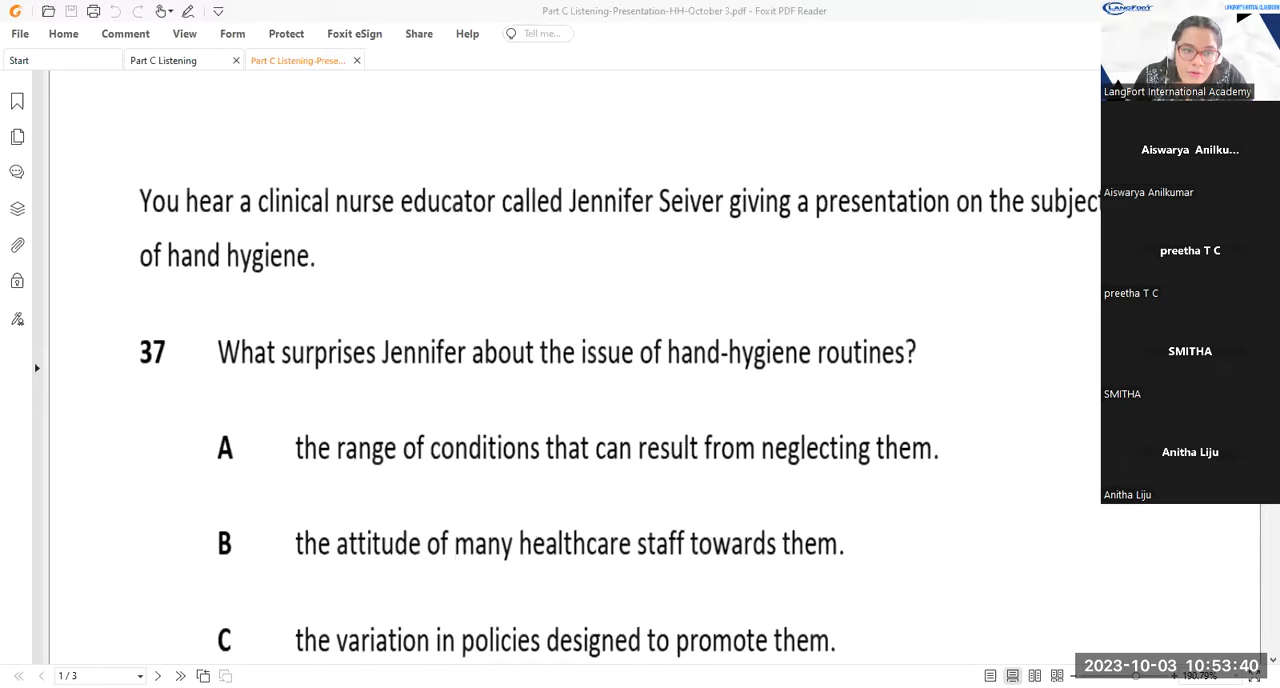 Part C Listening-Presentation-HH-October 3.pdf - Foxit PDF Reader
File Home Comment View Form Protect Foxit eSign Share Help Tell me...
Start Part C Listening Part C Listening-Prese...
LANGFORT
LangFort International Academy
Aiswarya Anilku...
Aiswarya Anilkumar
preetha T C
preetha T C
SMITHA
SMITHA
Anitha Liju
Anitha Liju
You hear a clinical nurse educator called Jennifer Seiver giving a presentation on the subject
of hand hygiene.
37 What surprises Jennifer about the issue of hand-hygiene routines?
A the range of conditions that can result from neglecting them.
B the attitude of many healthcare staff towards them.
C the variation in policies designed to promote them.
1 / 3
2023-10-03 10:53:40
190.79%